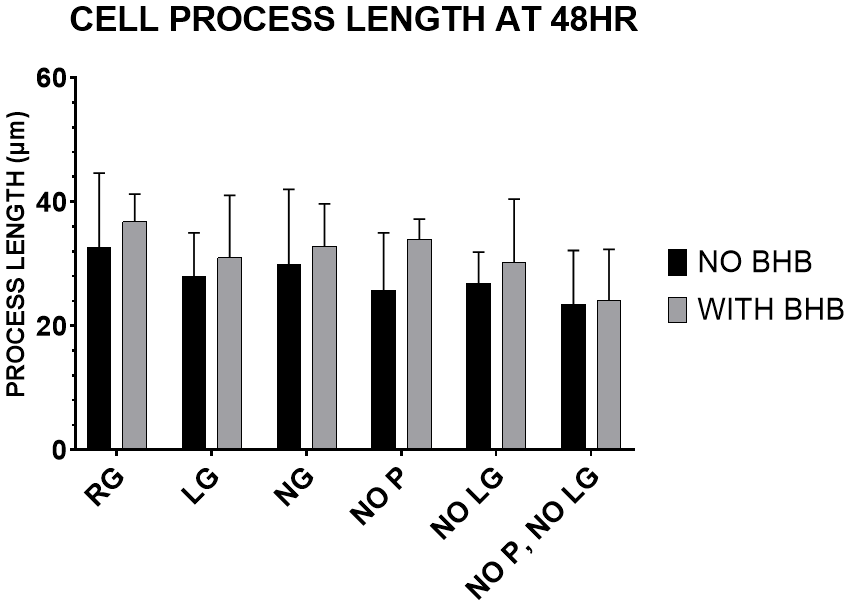 CELL PROCESS LENGTH AT 48HR
PROCESS LENGTH (µm)
60
40
20
0
RG
LG
NG
NO P
NO LG
NO P, NO LG
NO BHB
WITH BHB